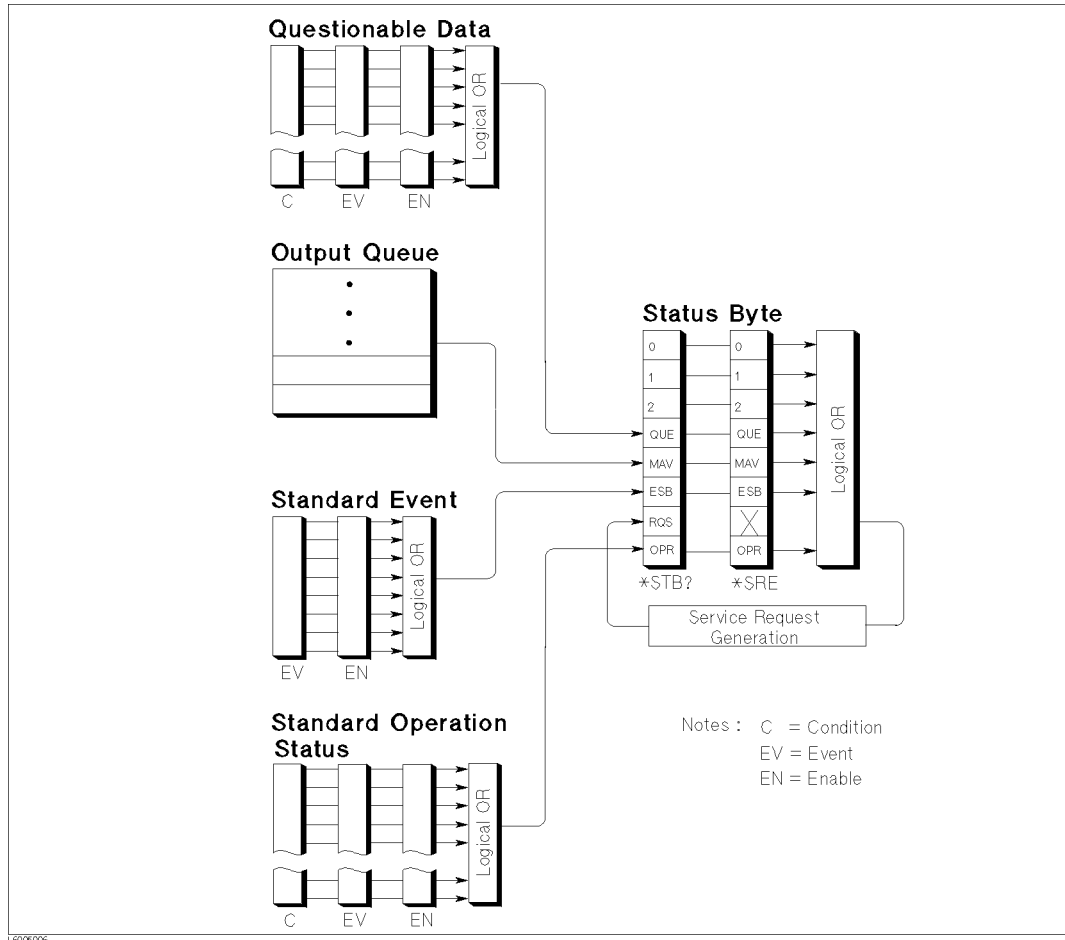 Questionable Data
Logical OR
C EV EN
Output Queue
Status Byte
0 0
1 1
2 2
QUE QUE
MAV MAV
ESB ESB
RQS
OPR OPR
Logical OR
*STB? *SRE
Service Request
Generation
Standard Event
Logical OR
EV EN
Standard Operation
Status
Logical OR
C EV EN
Notes : C = Condition
EV = Event
EN = Enable
L6005006